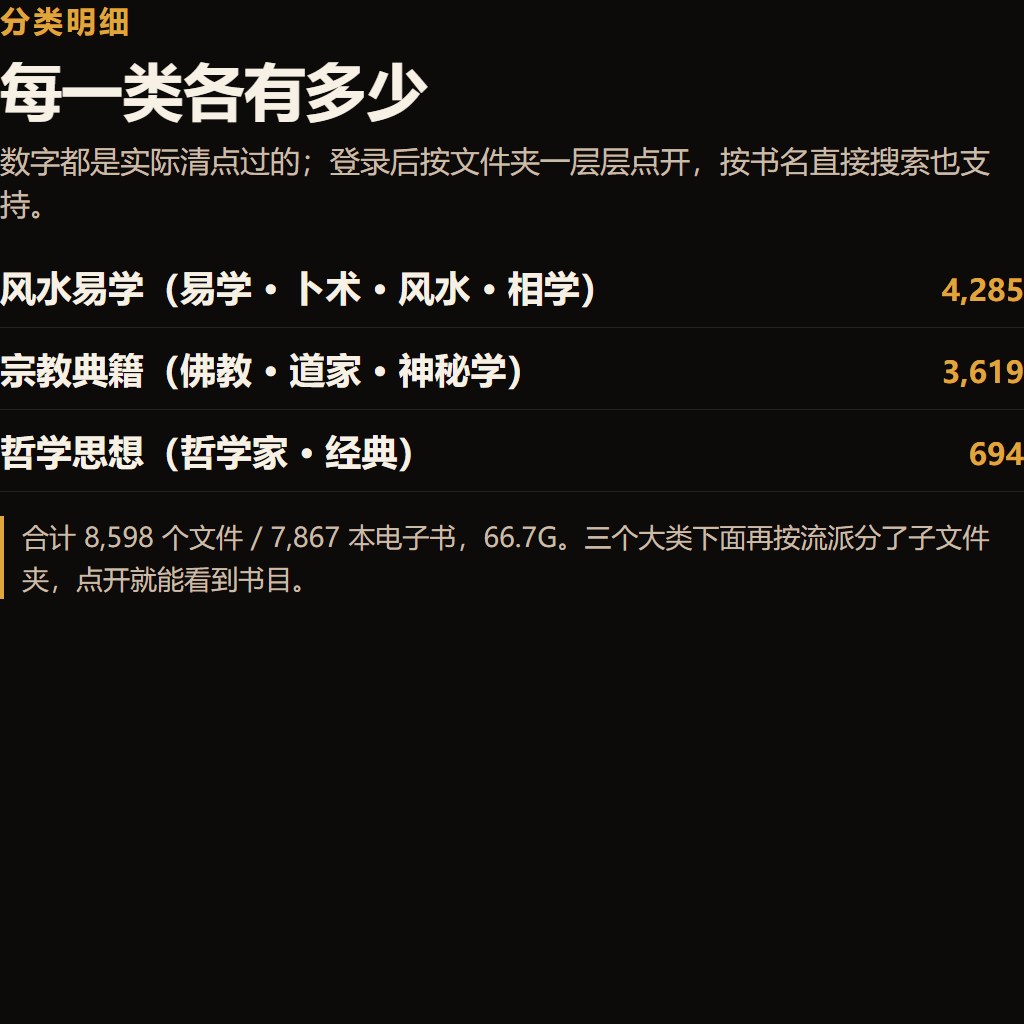 分类明细
每一类各有多少
数字都是实际清点过的；登录后按文件夹一层层点开，按书名直接搜索也支
持。
风水易学（易学·卜术·风水·相学） 4,285
宗教典籍（佛教·道家·神秘学） 3,619
哲学思想（哲学家·经典） 694
合计 8,598 个文件 / 7,867 本电子书，66.7G。三个大类下面再按流派分了子文件
夹，点开就能看到书目。